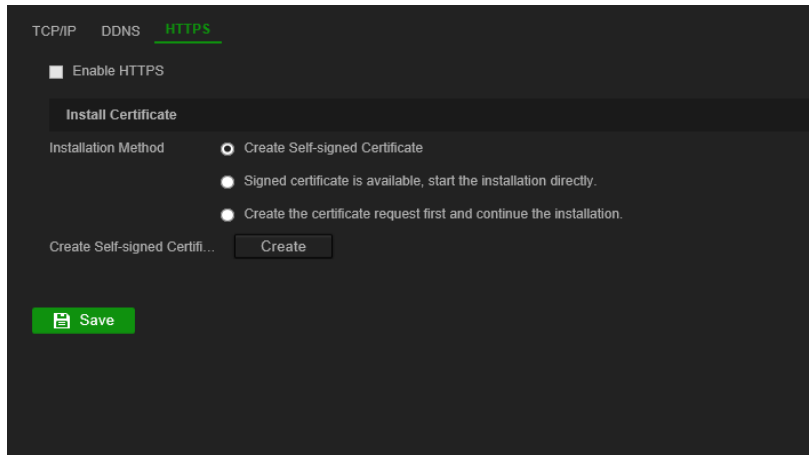 TCP/IP DDNS HTTPS
Enable HTTPS
Install Certificate
Installation Method Create Self-signed Certificate
Signed certificate is available, start the installation directly.
Create the certificate request first and continue the installation.
Create Self-signed Certifi... Create
Save